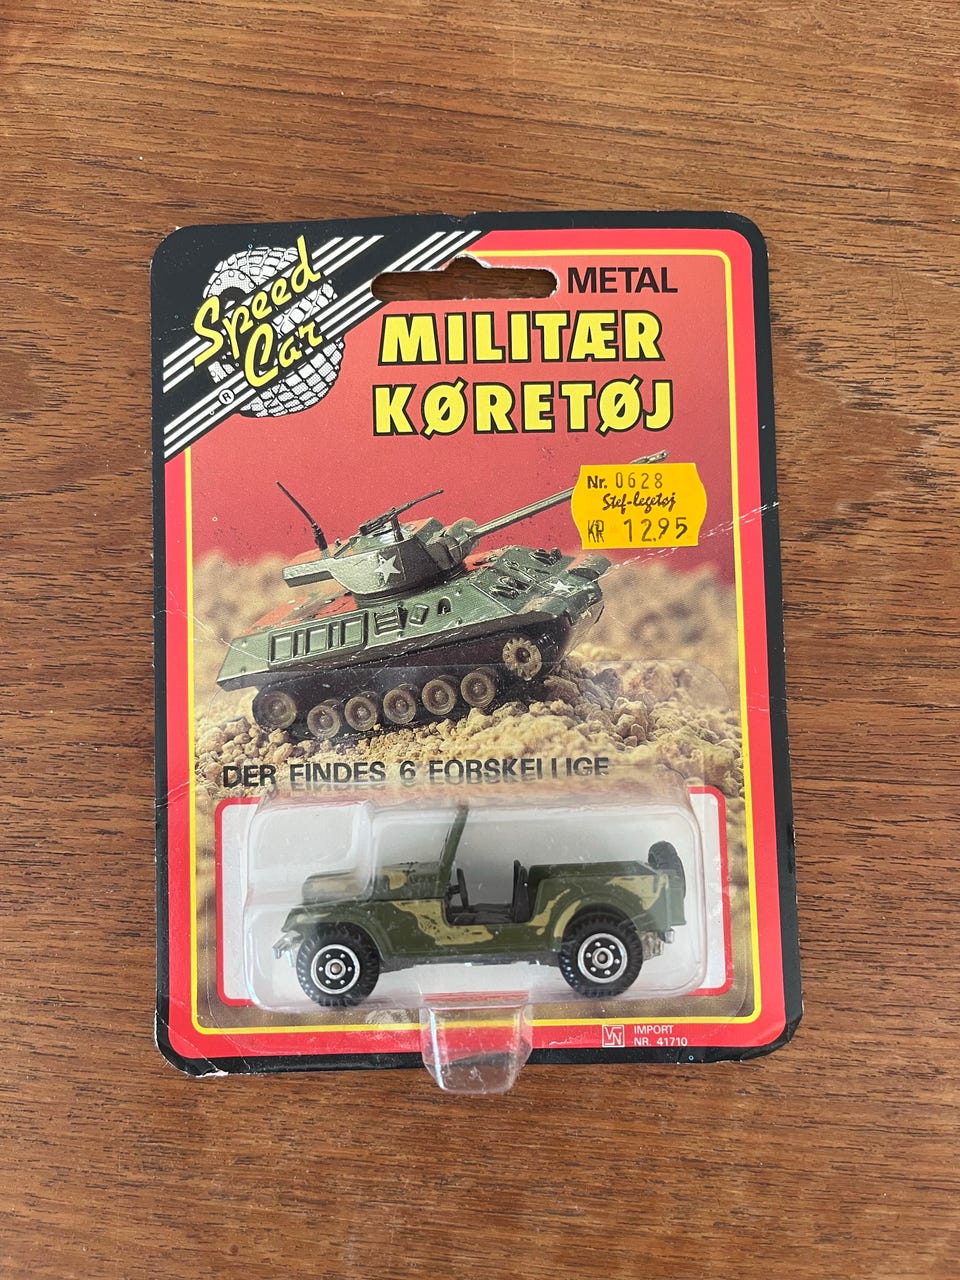 Speed
Car
®
METAL
MILITÆR
KØRETØJ
Nr. 0628
Stef-legetøj
KR 12.95
DER FINDES 6 FORSKELLIGE
VN
IMPORT
NR. 41710